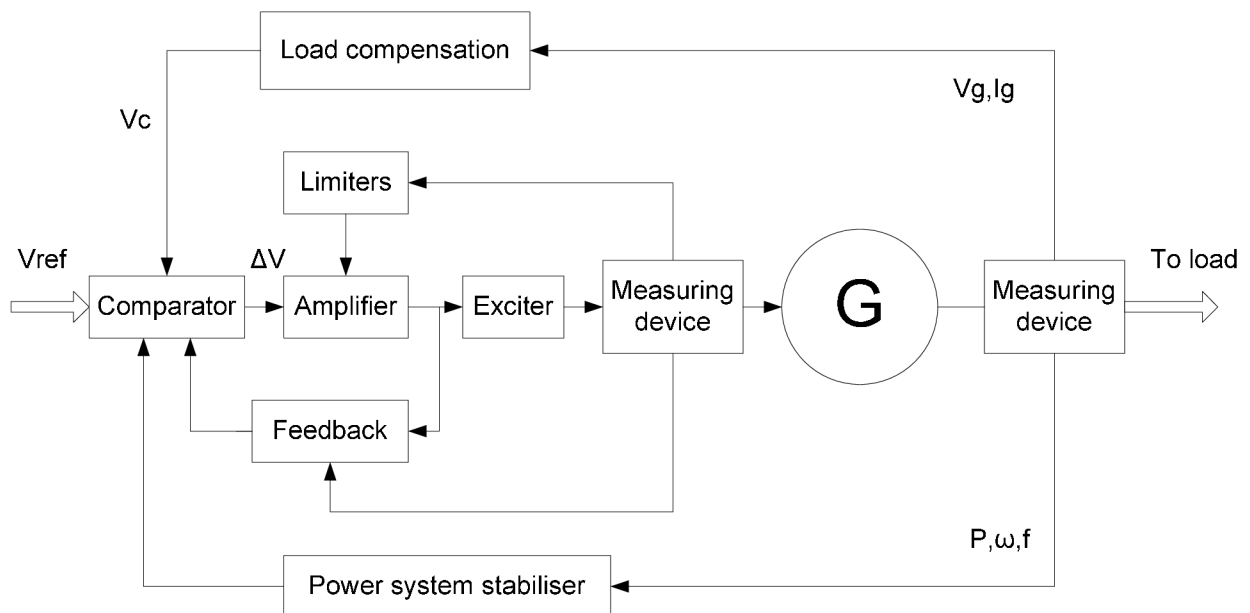 Load compensation
Vg,Ig
Vc
Limiters
Vref
ΔV
To load
Comparator
Amplifier
Exciter
Measuring
device
G
Measuring
device
Feedback
P,ω,f
Power system stabiliser